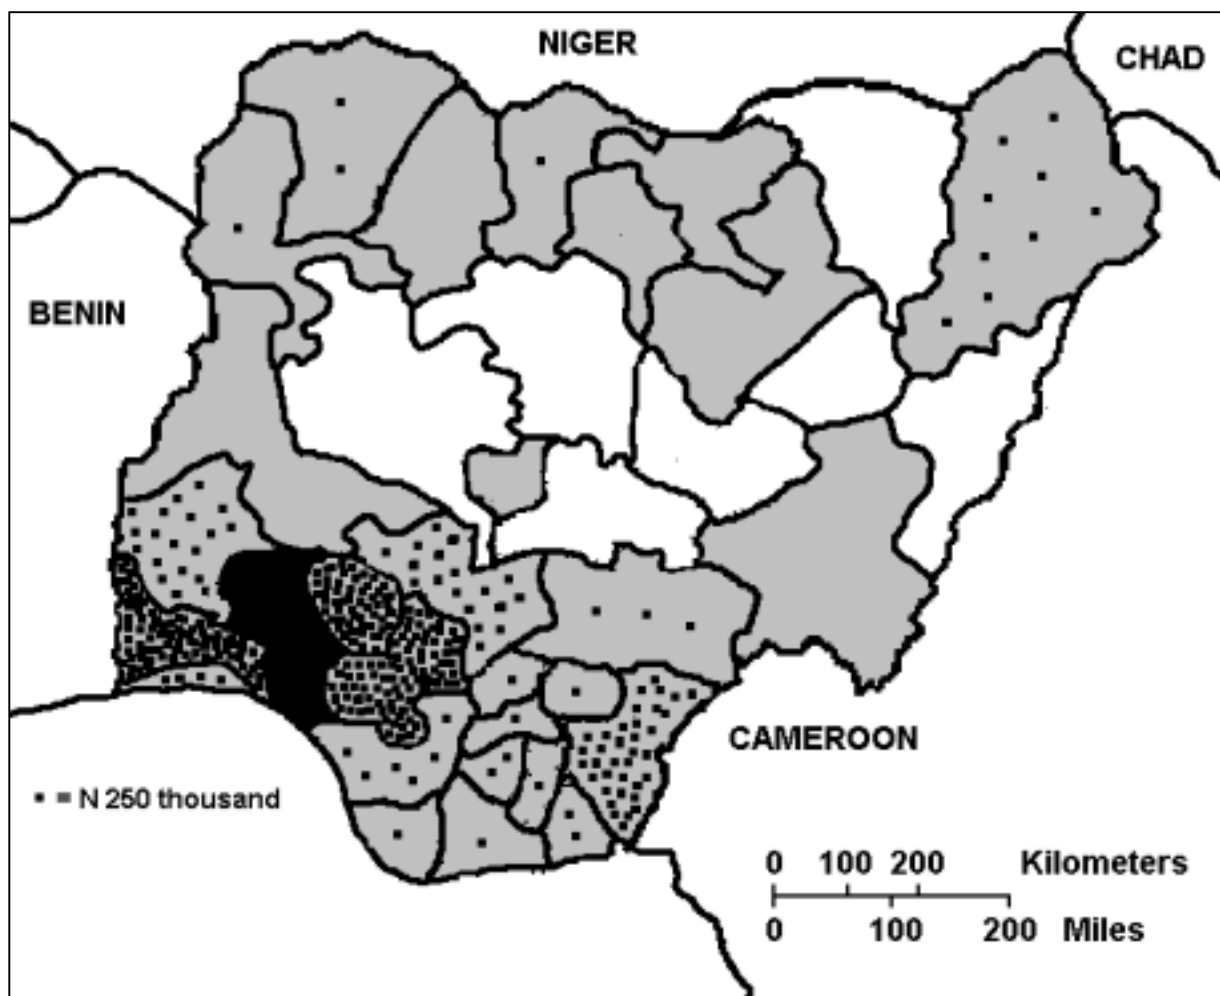 NIGER
CHAD
BENIN
CAMEROON
▪ = N 250 thousand
0 100 200 Kilometers
0 100 200 Miles